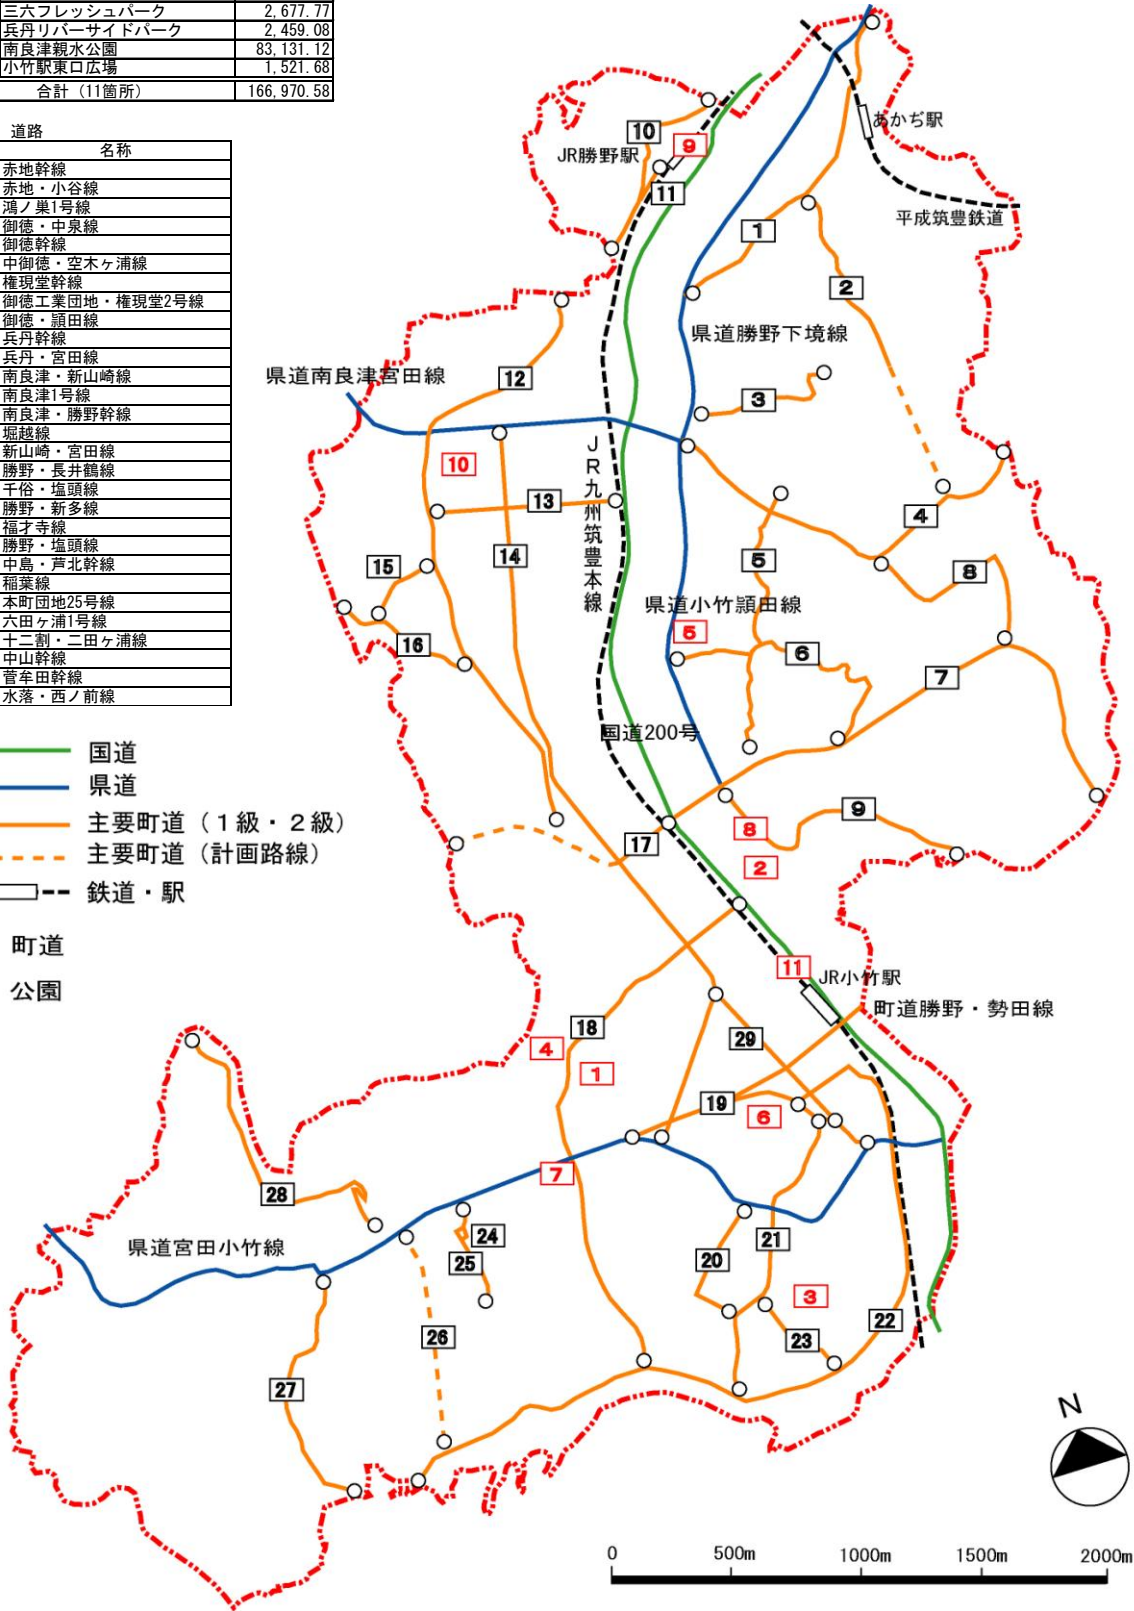 三六フレッシュパーク 2,677.77
兵丹リバーサイドパーク 2,459.08
南良津親水公園 83,131.12
小竹駅東口広場 1,521.68
合計（11箇所） 166,970.58
道路
名称
赤地幹線
赤地・小谷線
鴻ノ巣1号線
御徳・中泉線
御徳幹線
中御徳・空木ヶ浦線
権現堂幹線
御徳工業団地・権現堂2号線
御徳・頴田線
兵丹幹線
兵丹・宮田線
南良津・新山崎線
南良津1号線
南良津・勝野幹線
堀越線
新山崎・宮田線
勝野・長井鶴線
千俗・塩頭線
勝野・新多線
福才寺線
勝野・塩頭線
中島・芦北幹線
稲葉線
本町団地25号線
六田ヶ浦1号線
十二割・二田ヶ浦線
中山幹線
菅牟田幹線
水落・西ノ前線
国道
県道
主要町道（1級・2級）
主要町道（計画路線）
鉄道・駅
町道
公園
あかぢ駅
10
JR勝野駅
9
11
平成筑豊鉄道
1
2
県道勝野下境線
県道南良津宮田線
12
3
10
JR九州筑豊本線
13
4
14
15
5
8
県道小竹頴田線
5
16
6
7
国道200号
8
9
17
2
11
JR小竹駅
町道勝野・勢田線
18
4
29
1
19
6
7
28
県道宮田小竹線
24
25
20
21
3
26
22
23
27
N
0 500m 1000m 1500m 2000m